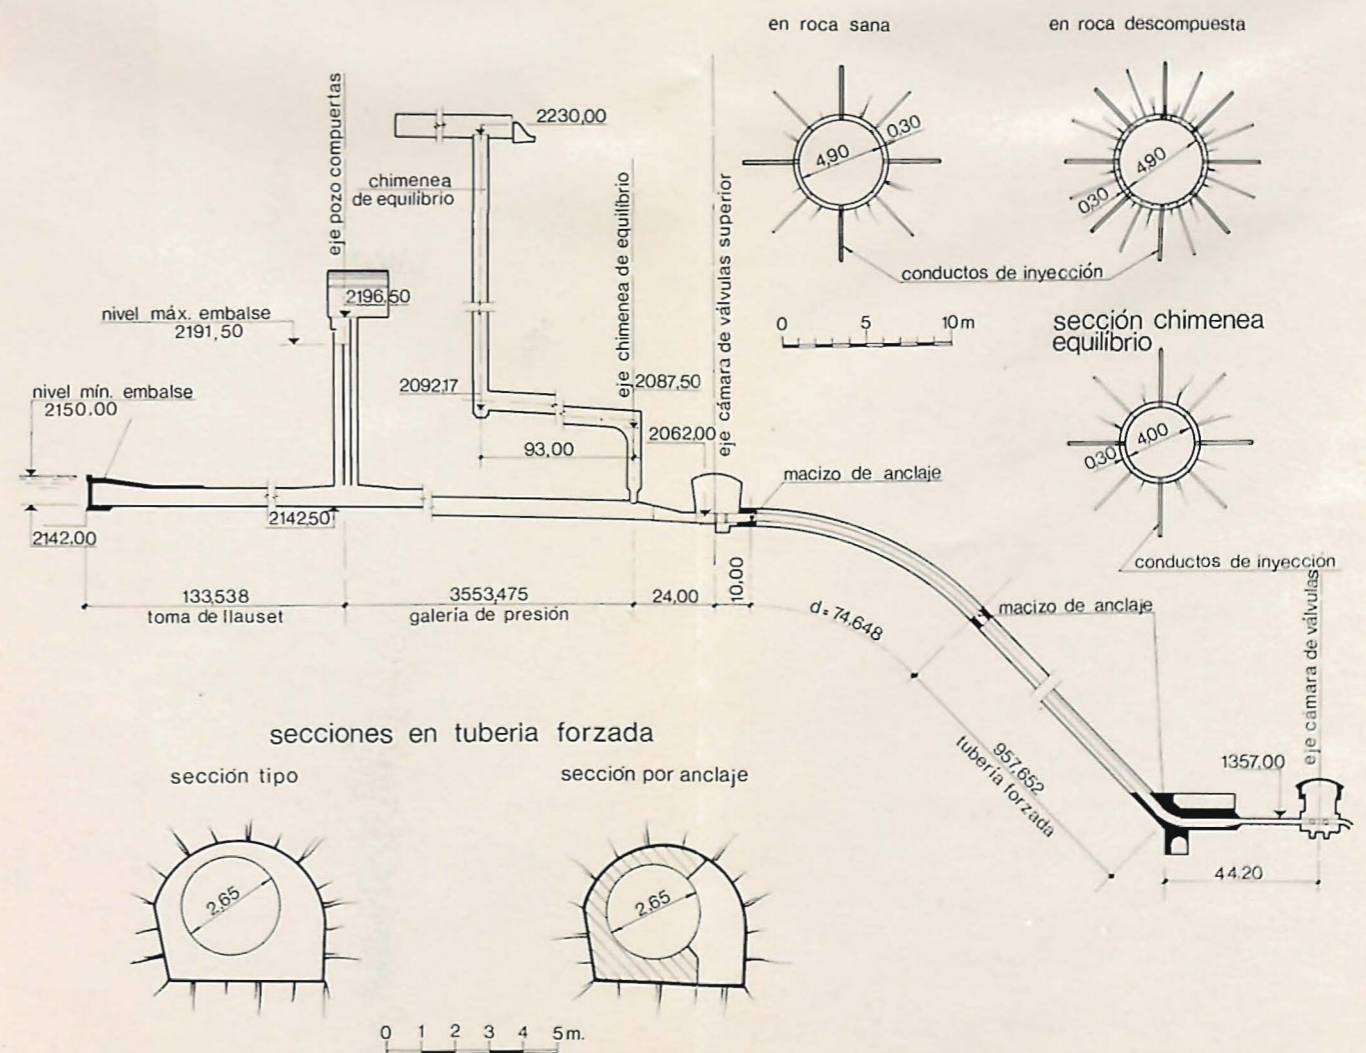 en roca sana
en roca descompuesta
eje pozo compuertas
2230,00
chimenea
de equilibrio
eje chimenea de equilibrio
eje cámara de válvulas superior
4,90
0,30
4,90
0,30
conductos de inyección
0 5 10 m
sección chimenea
equilibrio
2196,50
nivel máx. embalse
2191,50
nivel mín. embalse
2150.00
2092,17
2087,50
93,00
2062,00
macizo de anclaje
4,00
0,30
conductos de inyección
2142,50
2142,00
133,538
toma de llauset
3553,475
galería de presión
24,00
10,00
d= 74,648
macizo de anclaje
eje cámara de válvulas
957,652
tubería forzada
1357,00
44.20
secciones en tuberia forzada
sección tipo
sección por anclaje
2,65
2,65
0 1 2 3 4 5 m.